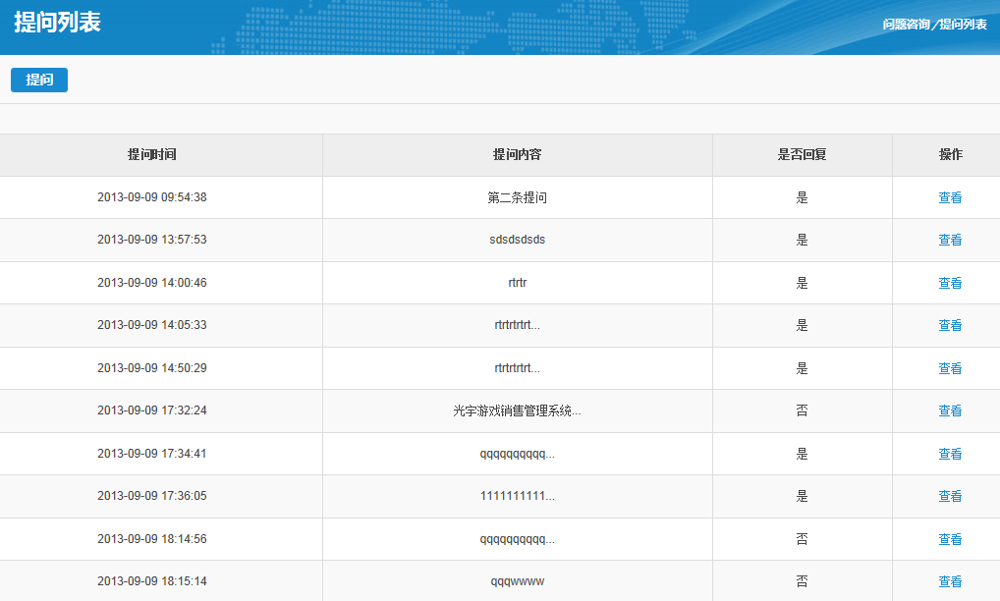 提问列表
问题咨询/提问列表
提问
提问时间 提问内容 是否回复 操作
2013-09-09 09:54:38 第二条提问 是 查看
2013-09-09 13:57:53 sdsdsdsds 是 查看
2013-09-09 14:00:46 rtrtr 是 查看
2013-09-09 14:05:33 rtrtrtrtrt... 是 查看
2013-09-09 14:50:29 rtrtrtrtrt... 是 查看
2013-09-09 17:32:24 光宇游戏销售管理系统... 否 查看
2013-09-09 17:34:41 qqqqqqqqqq... 是 查看
2013-09-09 17:36:05 1111111111... 是 查看
2013-09-09 18:14:56 qqqqqqqqqq... 否 查看
2013-09-09 18:15:14 qqqwwww 否 查看